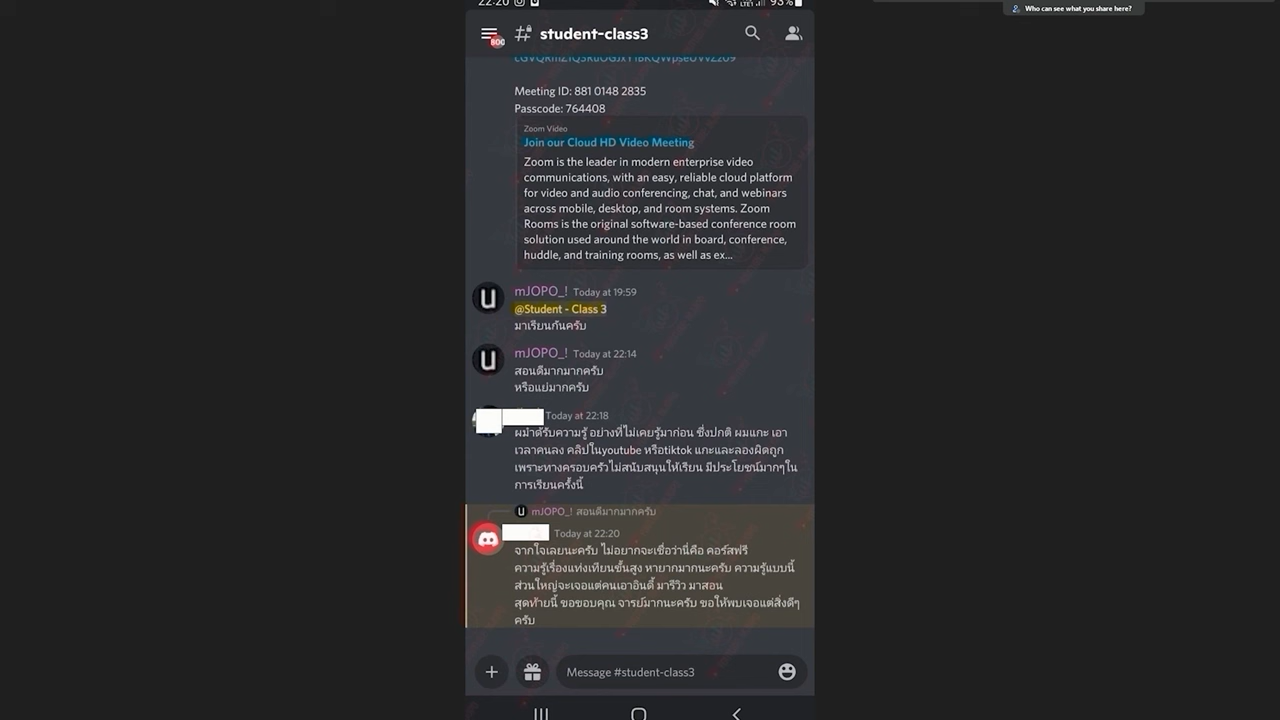 Who can see what you share here?
22:20
93%
800
student-class3
Meeting ID: 881 0148 2835
Passcode: 764408
Zoom Video
Join our Cloud HD Video Meeting
Zoom is the leader in modern enterprise video
communications, with an easy, reliable cloud platform
for video and audio conferencing, chat, and webinars
across mobile, desktop, and room systems. Zoom
Rooms is the original software-based conference room
solution used around the world in board, conference,
huddle, and training rooms, as well as ex...
mJOPO_! Today at 19:59
@Student - Class 3
มาเรียนกันครับ
mJOPO_! Today at 22:14
สอนดีมากมากครับ
หรือแย่มากครับ
Today at 22:18
ความรู้ อย่างที่ไม่เคยรู้มาก่อน ซึ่งปกติ ผมแกะ เอา
เวลาคนลง คลิปในyoutube หรือtiktok แกะและลองผิดถูก
เพราะทางครอบครัวไม่สนับสนุนให้เรียน มีประโยชน์มากๆใน
การเรียนครั้งนี้
mJOPO_! สอนดีมากมากครับ
Today at 22:20
จากใจเลยนะครับ ไม่อยากจะเชื่อว่านี่คือ คอร์สฟรี
ความรู้เรื่องแท่งเทียนขั้นสูง หายากมากนะครับ ความรู้แบบนี้
ส่วนใหญ่จะเจอแต่คนเอาอินดี้ มารีวิว มาสอน
สุดท้ายนี้ ขอขอบคุณ จารย์มากนะครับ ขอให้พบเจอแต่สิ่งดีๆ
ครับ
Message #student-class3